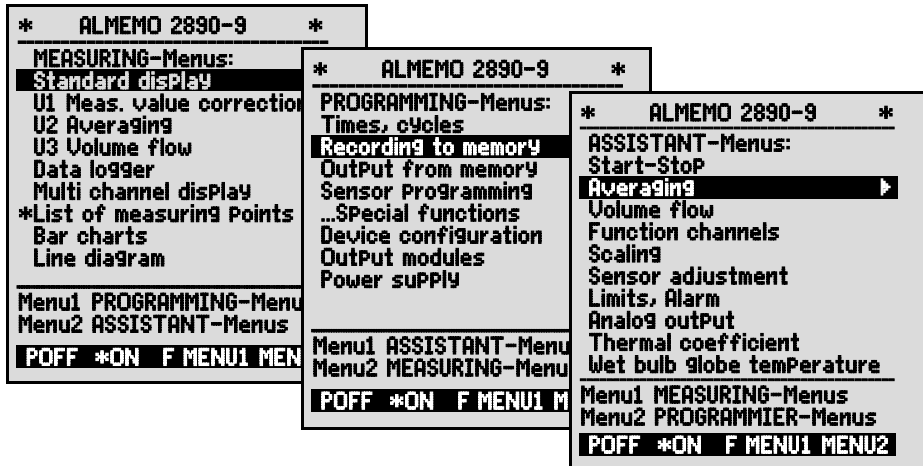 * ALMEMO 2890-9 *
MEASURING-Menus:
Standard display
U1 Meas. value correction
U2 Averaging
U3 Volume flow
Data logger
Multi channel display
*List of measuring Points
Bar charts
Line diagram
Menu1 PROGRAMMING-Menu
Menu2 ASSISTANT-Menus
POFF *ON F MENU1 MEN
* ALMEMO 2890-9 *
PROGRAMMING-Menus:
Times, cycles
Recording to memory
Output from memory
Sensor Programming
...Special functions
Device configuration
Output modules
Power supply
Menu1 ASSISTANT-Menu
Menu2 MEASURING-Menu
POFF *ON F MENU1 M
* ALMEMO 2890-9 *
ASSISTANT-Menus:
Start-Stop
Averaging
Volume flow
Function channels
Scaling
Sensor adjustment
Limits, Alarm
Analog output
Thermal coefficient
Wet bulb globe temperature
Menu1 MEASURING-Menus
Menu2 PROGRAMMIER-Menus
POFF *ON F MENU1 MENU2